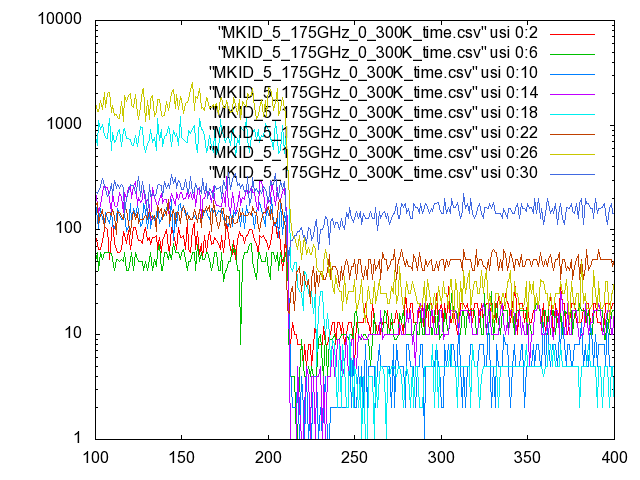 10000
1000
100
10
1
"MKID_5_175GHz_0_300K_time.csv" usi 0:2
"MKID_5_175GHz_0_300K_time.csv" usi 0:6
"MKID_5_175GHz_0_300K_time.csv" usi 0:10
"MKID_5_175GHz_0_300K_time.csv" usi 0:14
"MKID_5_175GHz_0_300K_time.csv" usi 0:18
"MKID_5_175GHz_0_300K_time.csv" usi 0:22
"MKID_5_175GHz_0_300K_time.csv" usi 0:26
"MKID_5_175GHz_0_300K_time.csv" usi 0:30
100 150 200 250 300 350 400